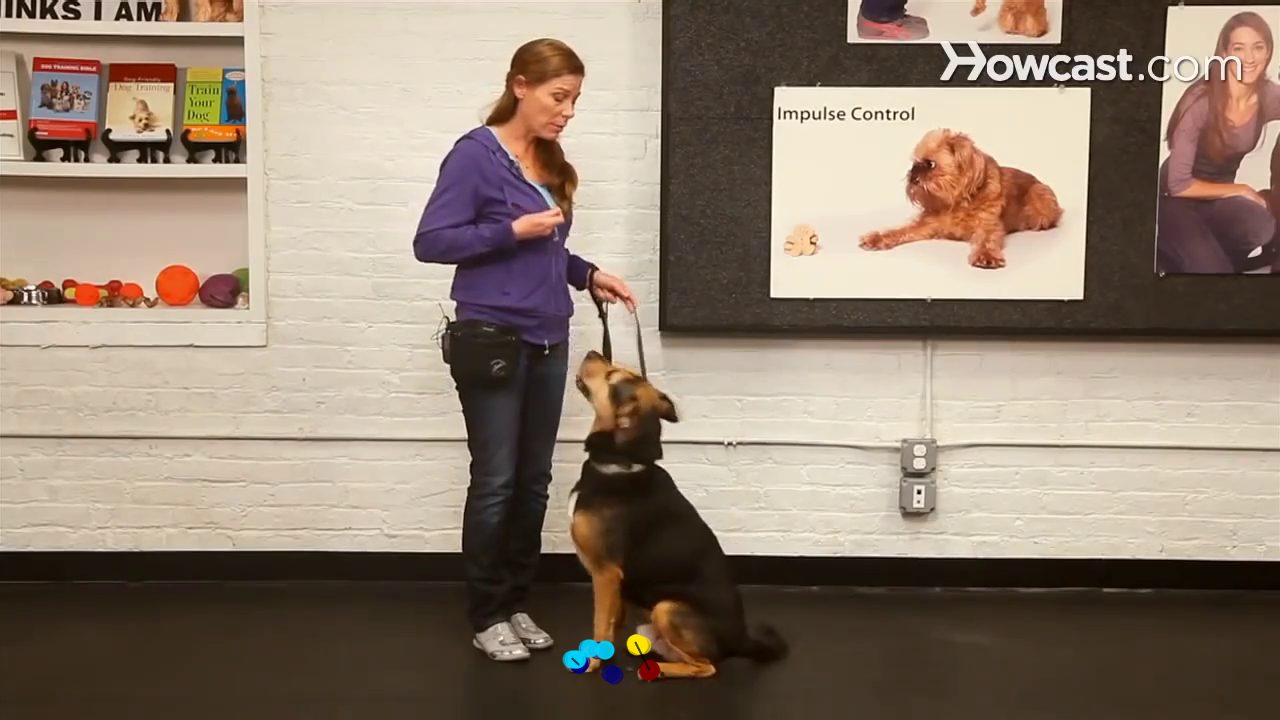 INKS I AM
Howcast.com
DOG TRAINING BIBLE
Dog-Friendly
Dog Training
Train
Your
Dog
Impulse Control